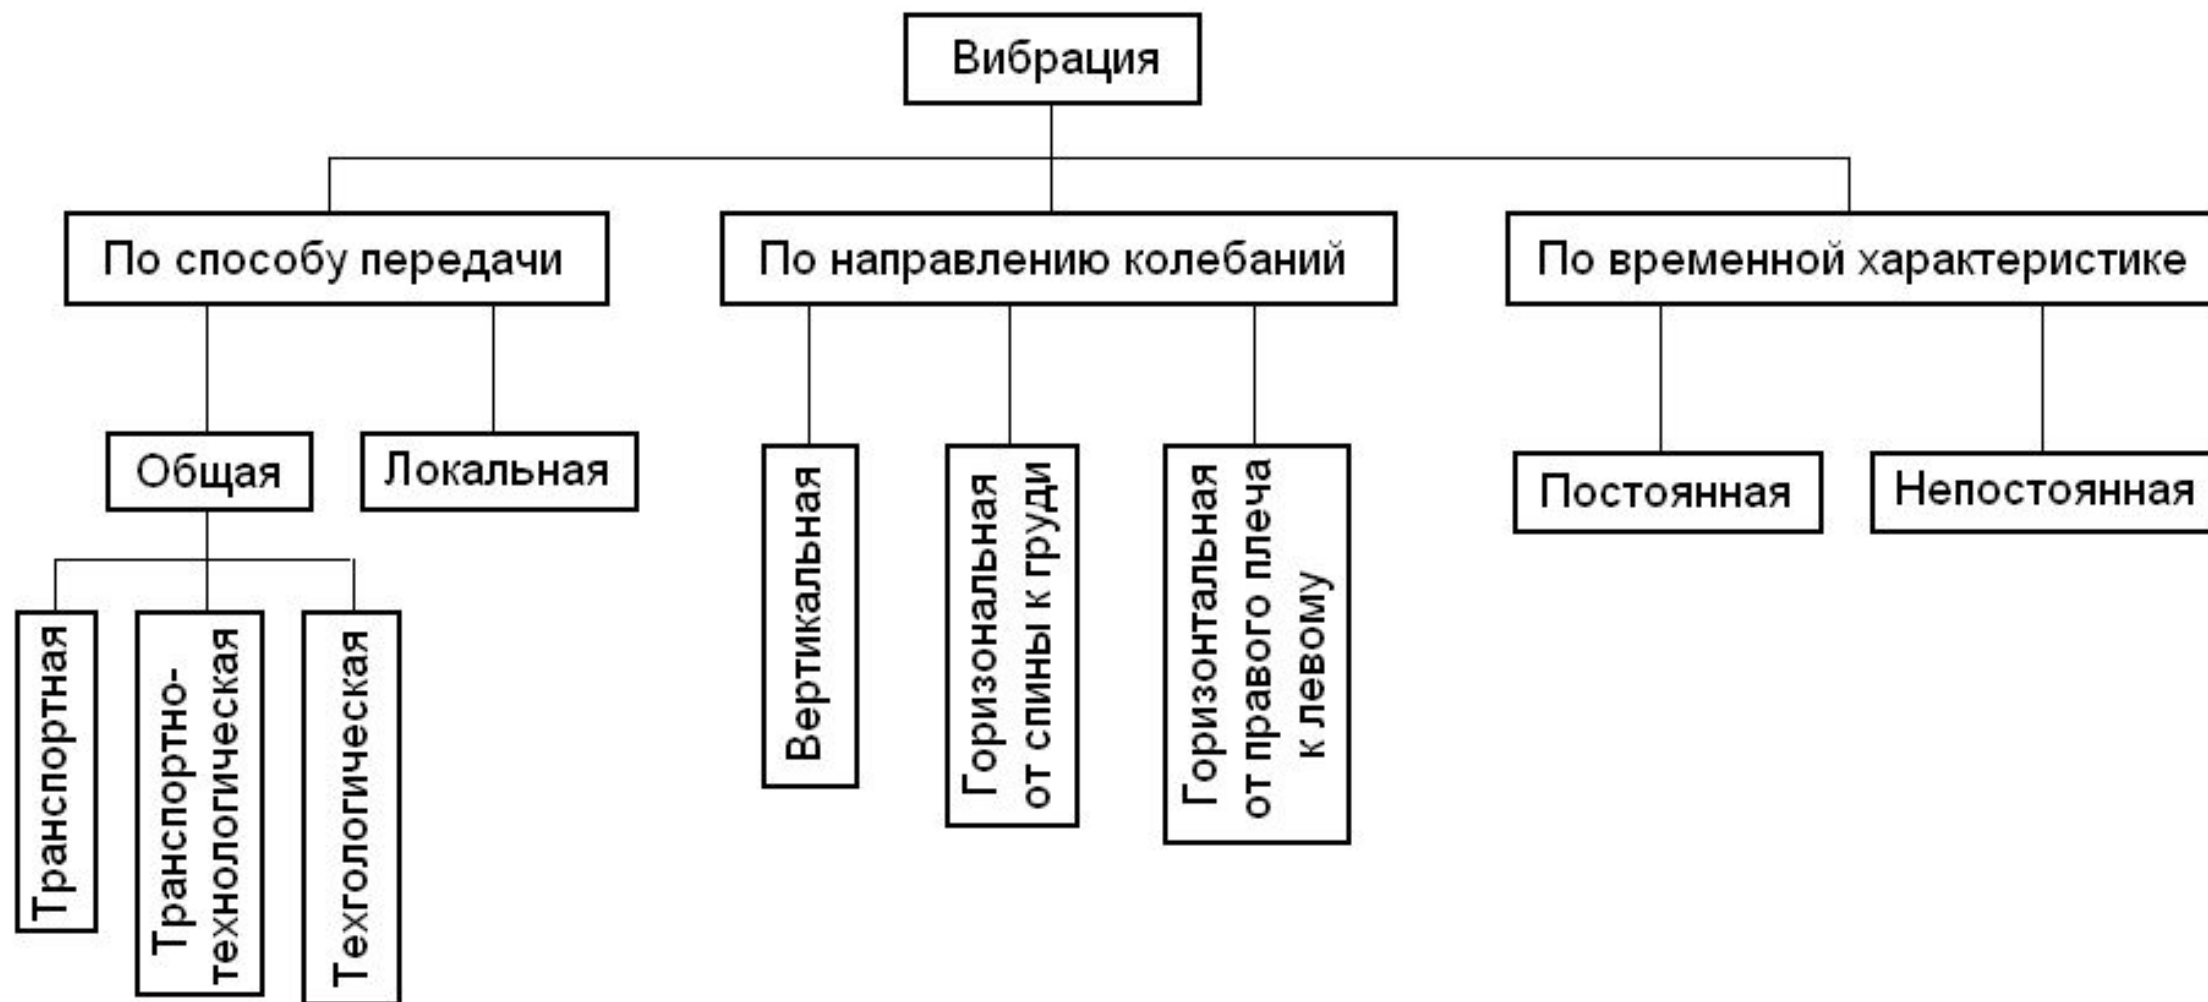 Вибрация
По способу передачи
По направлению колебаний
По временной характеристике
Общая
Локальная
Вертикальная
Горизональная
от спины к груди
Горизонтальная
от правого плеча
к левому
Постоянная
Непостоянная
Транспортная
Транспортно-
технологическая
Техгологическая